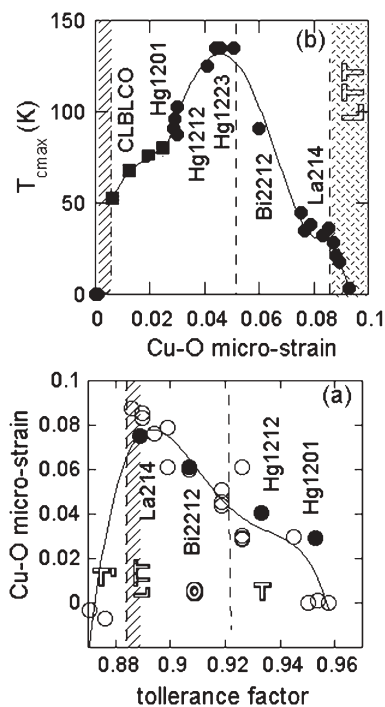 (b)
150
100
50
0
T_cmax (K)
CLBLCO
Hg1201
Hg1212
Hg1223
Bi2212
La214
LTT
0 0.02 0.04 0.06 0.08 0.1
Cu-O micro-strain
(a)
0.1
0.08
0.06
0.04
0.02
0
Cu-O micro-strain
T'
LTT
La214
Bi2212
O
T
Hg1212
Hg1201
0.88 0.9 0.92 0.94 0.96
tollerance factor